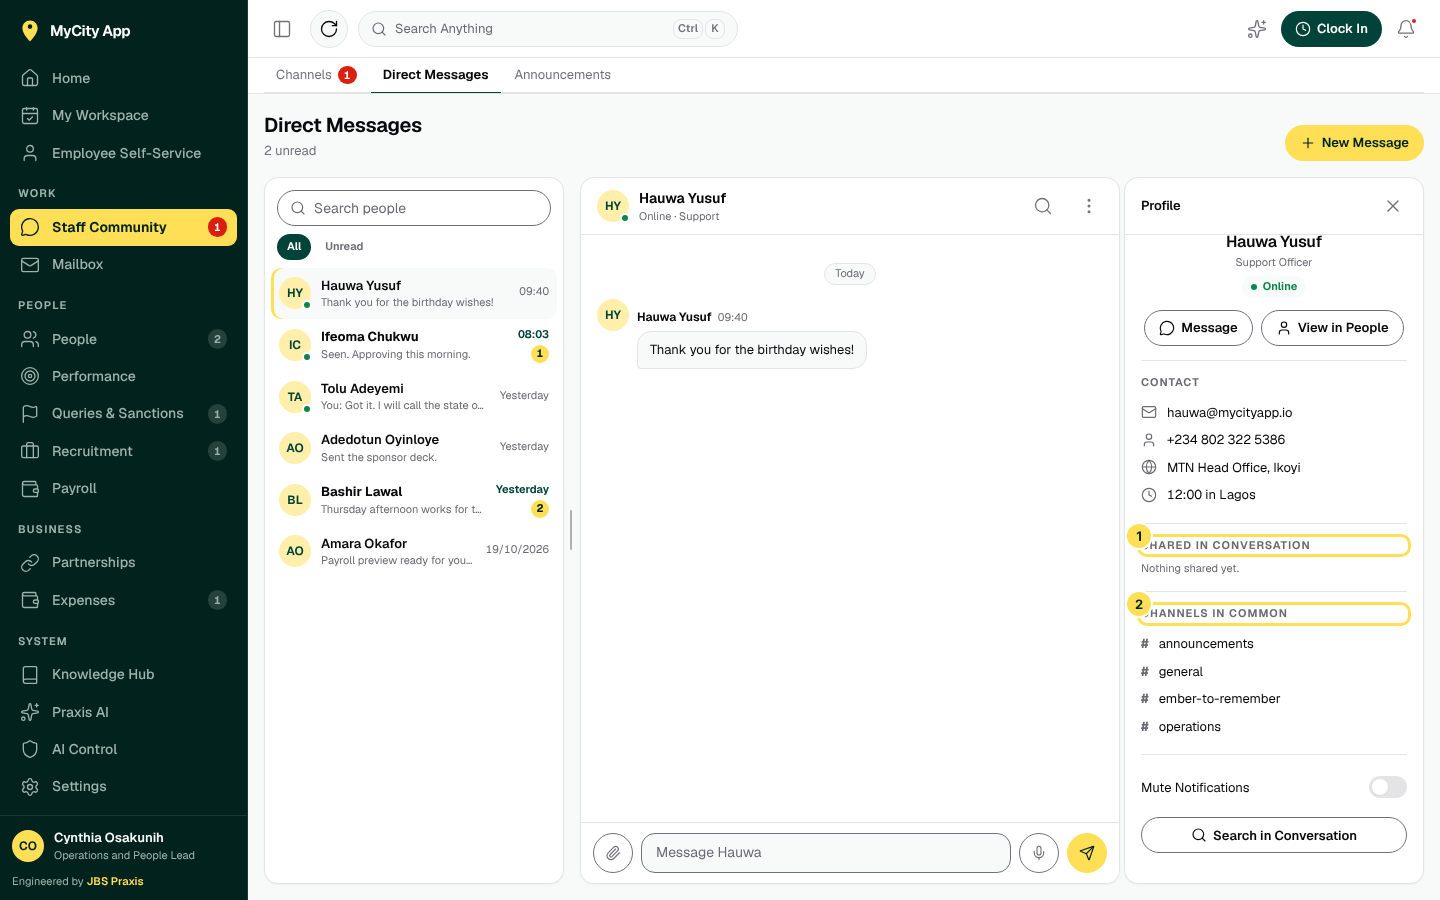 MyCity App
Home
My Workspace
Employee Self-Service
WORK
Staff Community 1
Mailbox
PEOPLE
People 2
Performance
Queries & Sanctions 1
Recruitment 1
Payroll
BUSINESS
Partnerships
Expenses 1
SYSTEM
Knowledge Hub
Praxis AI
AI Control
Settings
CO Cynthia Osakunih
Operations and People Lead
Engineered by JBS Praxis
Search Anything Ctrl K
Clock In
Channels 1 Direct Messages Announcements
Direct Messages
2 unread
New Message
Search people
All Unread
HY Hauwa Yusuf 09:40
Thank you for the birthday wishes!
IC Ifeoma Chukwu 08:03
Seen. Approving this morning. 1
TA Tolu Adeyemi Yesterday
You: Got it. I will call the state o...
AO Adedotun Oyinloye Yesterday
Sent the sponsor deck.
BL Bashir Lawal Yesterday
Thursday afternoon works for t... 2
AO Amara Okafor 19/10/2026
Payroll preview ready for you...
HY Hauwa Yusuf
Online · Support
Today
HY Hauwa Yusuf 09:40
Thank you for the birthday wishes!
Message Hauwa
Profile
Hauwa Yusuf
Support Officer
Online
Message View in People
CONTACT
hauwa@mycityapp.io
+234 802 322 5386
MTN Head Office, Ikoyi
12:00 in Lagos
1 HARED IN CONVERSATION
Nothing shared yet.
2 HANNELS IN COMMON
# announcements
# general
# ember-to-remember
# operations
Mute Notifications
Search in Conversation